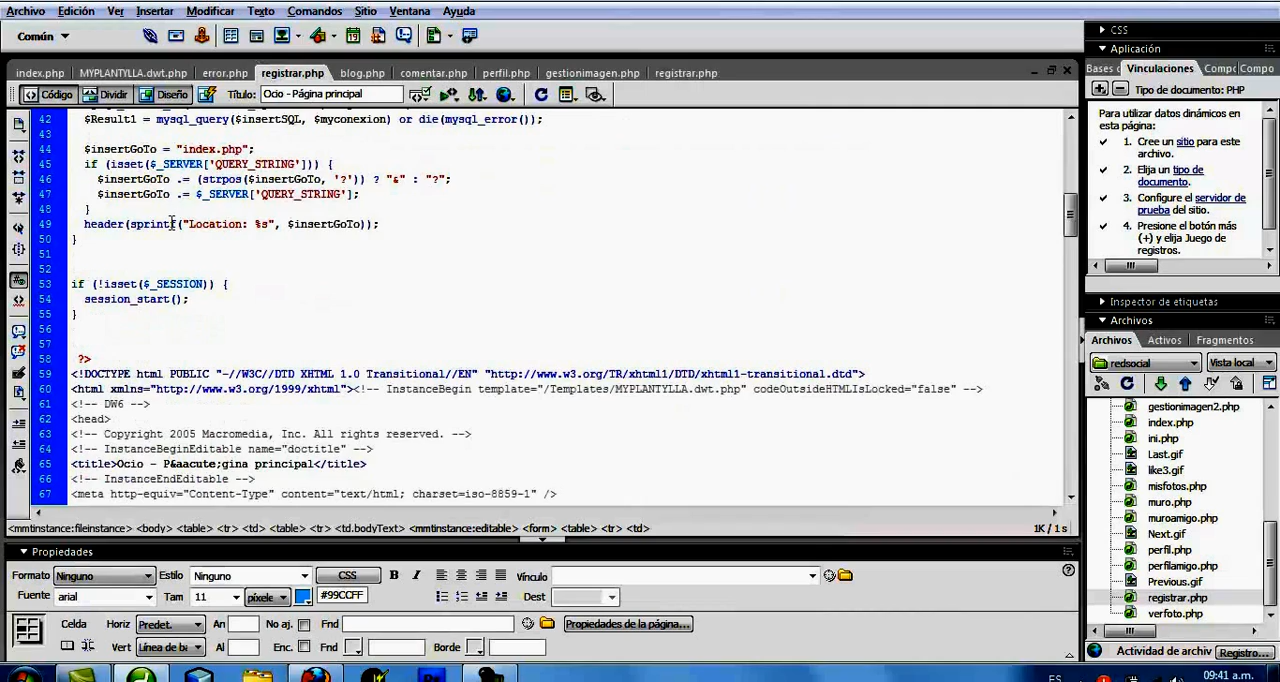 Archivo Edición Ver Insertar Modificar Texto Comandos Sitio Ventana Ayuda
Común
index.php MYPLANTYLLA.dwt.php error.php registrar.php blog.php comentar.php perfil.php gestionimagen.php registrar.php
Código Dividir Diseño Título: Ocio - Página principal
42 $Result1 = mysql_query($insertSQL, $myconexion) or die(mysql_error());
43
44 $insertGoTo = "index.php";
45 if (isset($_SERVER['QUERY_STRING'])) {
46 $insertGoTo .= (strpos($insertGoTo, '?')) ? "&" : "?";
47 $insertGoTo .= $_SERVER['QUERY_STRING'];
48 }
49 header(sprintf("Location: %s", $insertGoTo));
50 }
51
52
53 if (!isset($_SESSION)) {
54 session_start();
55 }
56
57
58 ?>
59 <!DOCTYPE html PUBLIC "-//W3C//DTD XHTML 1.0 Transitional//EN" "http://www.w3.org/TR/xhtml1/DTD/xhtml1-transitional.dtd">
60 <html xmlns="http://www.w3.org/1999/xhtml"><!-- InstanceBegin template="/Templates/MYPLANTYLLA.dwt.php" codeOutsideHTMLIsLocked="false" -->
61 <!-- DW6 -->
62 <head>
63 <!-- Copyright 2005 Macromedia, Inc. All rights reserved. -->
64 <!-- InstanceBeginEditable name="doctitle" -->
65 <title>Ocio - P&aacute;gina principal</title>
66 <!-- InstanceEndEditable -->
67 <meta http-equiv="Content-Type" content="text/html; charset=iso-8859-1" />
<mmtinstance:fileinstance> <body> <table> <tr> <td> <table> <tr> <td.bodyText> <mmtinstance:editable> <form> <table> <tr> <td> 1K / 1 s
Propiedades
Formato Ninguno Estilo Ninguno CSS B I Vínculo
Fuente arial Tam 11 píxele #99CCFF Dest
Celda Horiz Predet. An No aj. Fnd Propiedades de la página...
Vert Línea de ba Al Enc. Fnd Borde
CSS
Aplicación
Bases d Vinculaciones Compo Compo
Tipo de documento: PHP
Para utilizar datos dinámicos en
esta página:
1. Cree un sitio para este
archivo.
2. Elija un tipo de
documento.
3. Configure el servidor de
prueba del sitio.
4. Presione el botón más
(+) y elija Juego de
registros.
Inspector de etiquetas
Archivos
Archivos Activos Fragmentos
redsocial Vista local
gestionimagen2.php
index.php
ini.php
Last.gif
like3.gif
misfotos.php
muro.php
muroamigo.php
Next.gif
perfil.php
perfilamigo.php
Previous.gif
registrar.php
verfoto.php
Actividad de archiv Registro...
ES 09:41 a.m.